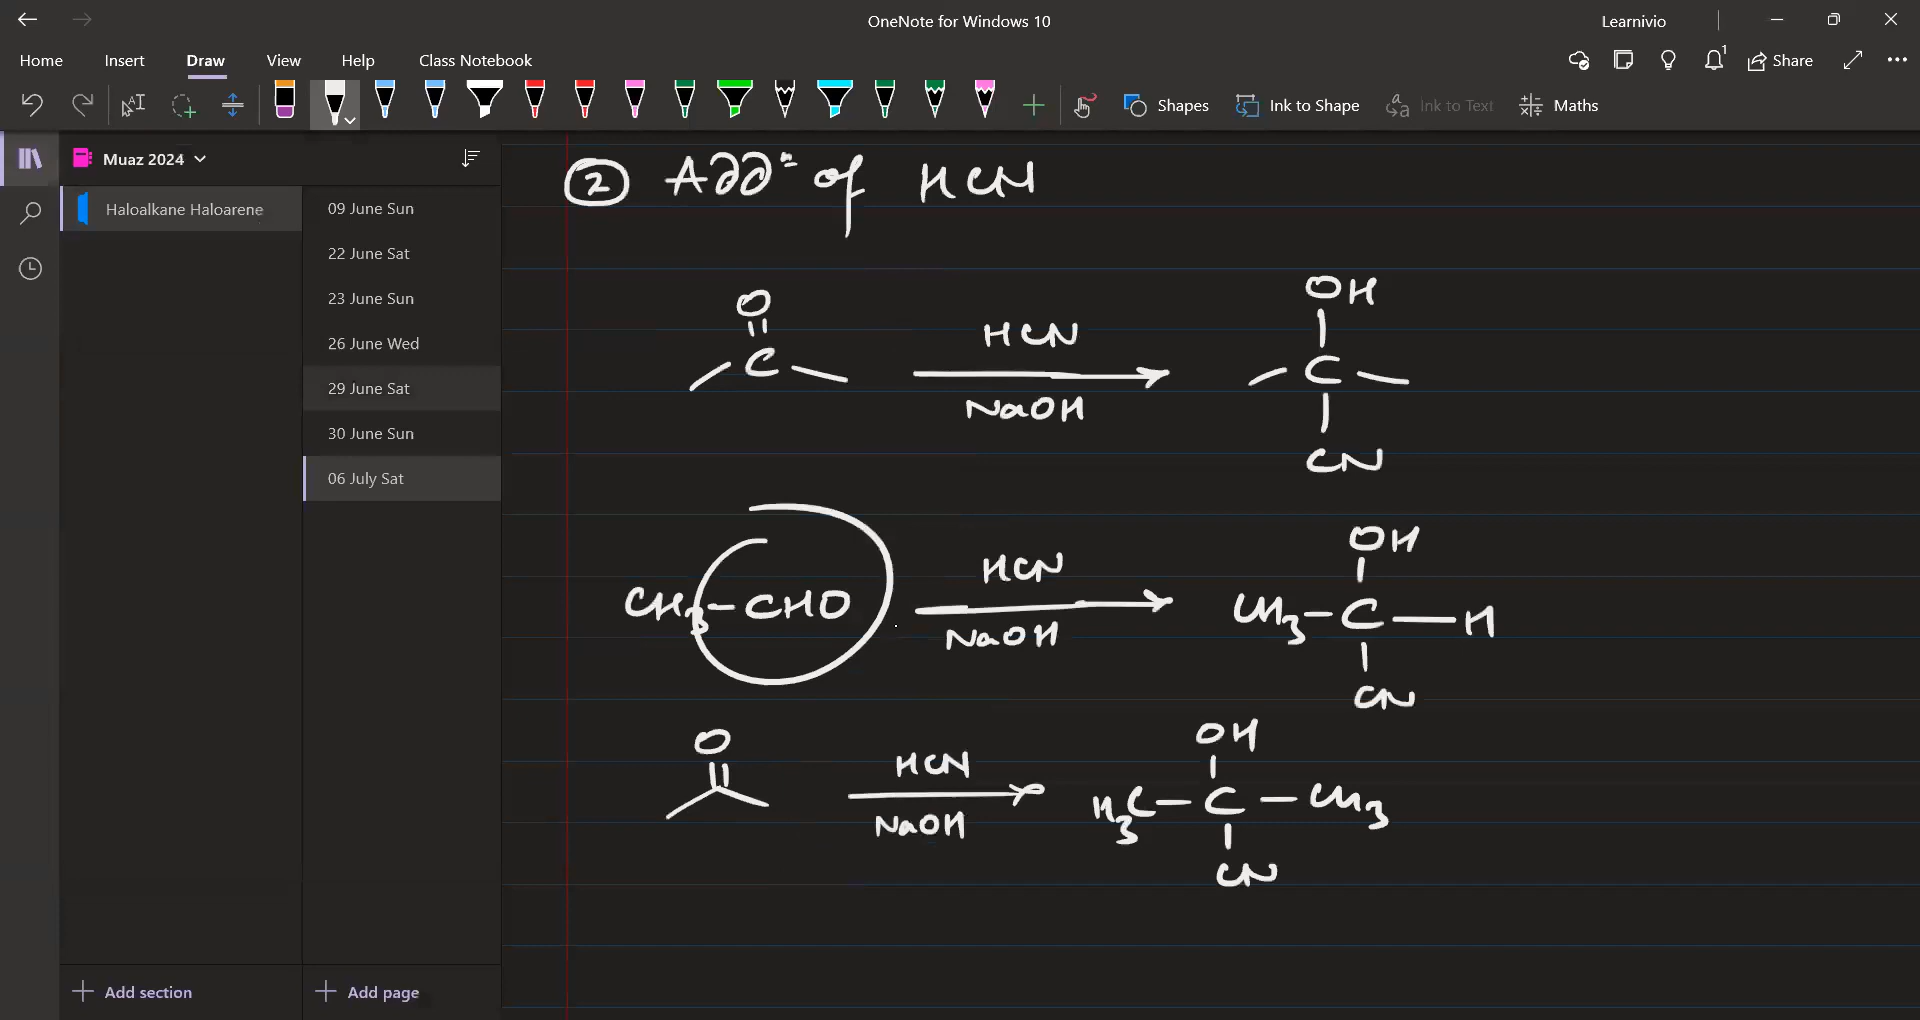 OneNote for Windows 10
Learnivio
Home Insert Draw View Help Class Notebook
1
Share
Shapes Ink to Shape Ink to Text Maths
Muaz 2024
Haloalkane Haloarene
09 June Sun
22 June Sat
23 June Sun
26 June Wed
29 June Sat
30 June Sun
06 July Sat
Add section
Add page
② Addⁿ of HCN
O OH
HCN
C C
NaOH
CN
OH
HCN
CH3-CHO CH3-C-H
NaOH
CN
O OH
HCN
H3C-C-CH3
NaOH
CN